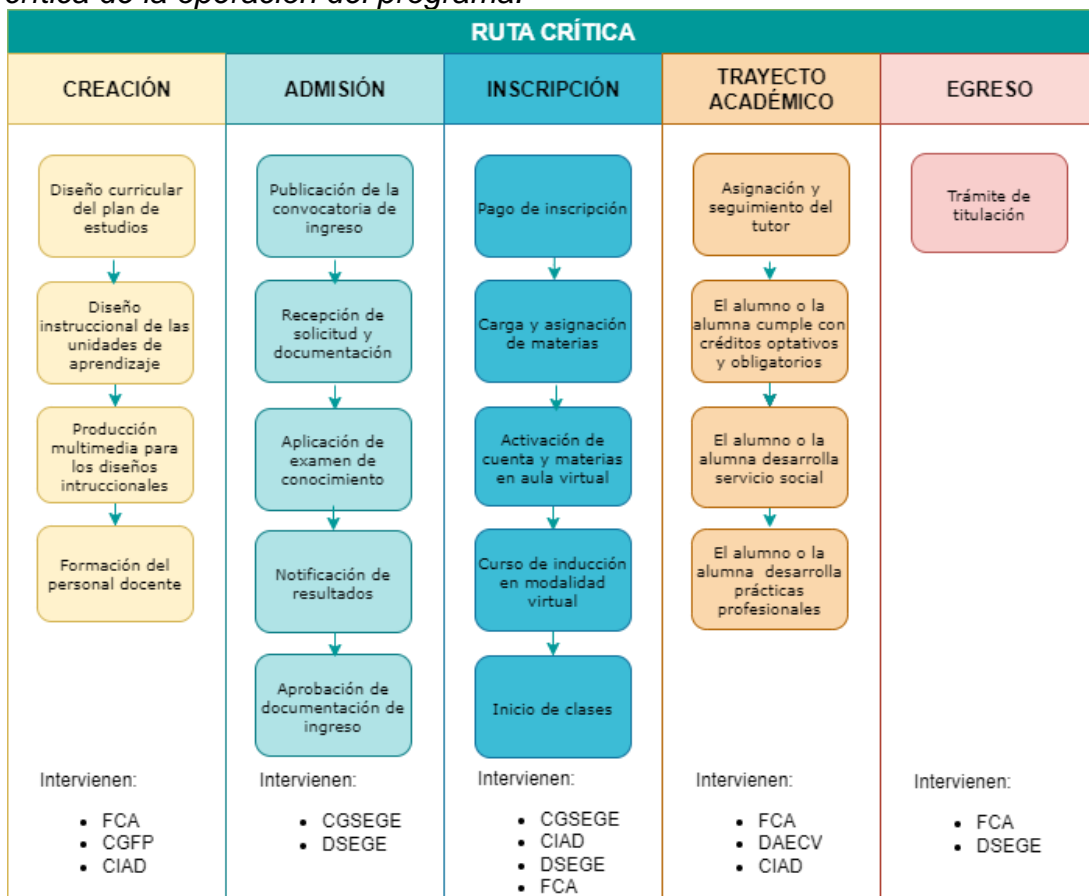 crítica de la operación del programa.
RUTA CRÍTICA
CREACIÓN
Diseño curricular
del plan de
estudios
Diseño
instruccional de las
unidades de
aprendizaje
Producción
multimedia para
los diseños
intruccionales
Formación del
personal docente
Intervienen:
• FCA
• CGFP
• CIAD
ADMISIÓN
Publicación de la
convocatoria de
ingreso
Recepción de
solicitud y
documentación
Aplicación de
examen de
conocimiento
Notificación de
resultados
Aprobación de
documentación de
ingreso
Intervienen:
• CGSEGE
• DSEGE
INSCRIPCIÓN
Pago de inscripción
Carga y asignación
de materias
Activación de
cuenta y materias
en aula virtual
Curso de inducción
en modalidad
virtual
Inicio de clases
Intervienen:
• CGSEGE
• CIAD
• DSEGE
• FCA
TRAYECTO
ACADÉMICO
Asignación y
seguimiento del
tutor
El alumno o la
alumna cumple con
créditos optativos
y obligatorios
El alumno o la
alumna desarrolla
servicio social
El alumno o la
alumna desarrolla
prácticas
profesionales
Intervienen:
• FCA
• DAECV
• CIAD
EGRESO
Trámite de
titulación
Intervienen:
• FCA
• DSEGE